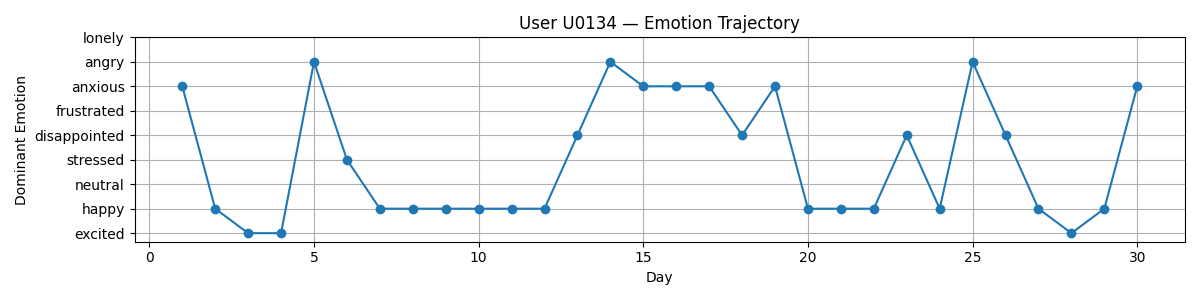 User U0134 — Emotion Trajectory
Dominant Emotion
lonely
angry
anxious
frustrated
disappointed
stressed
neutral
happy
excited
0 5 10 15 20 25 30
Day